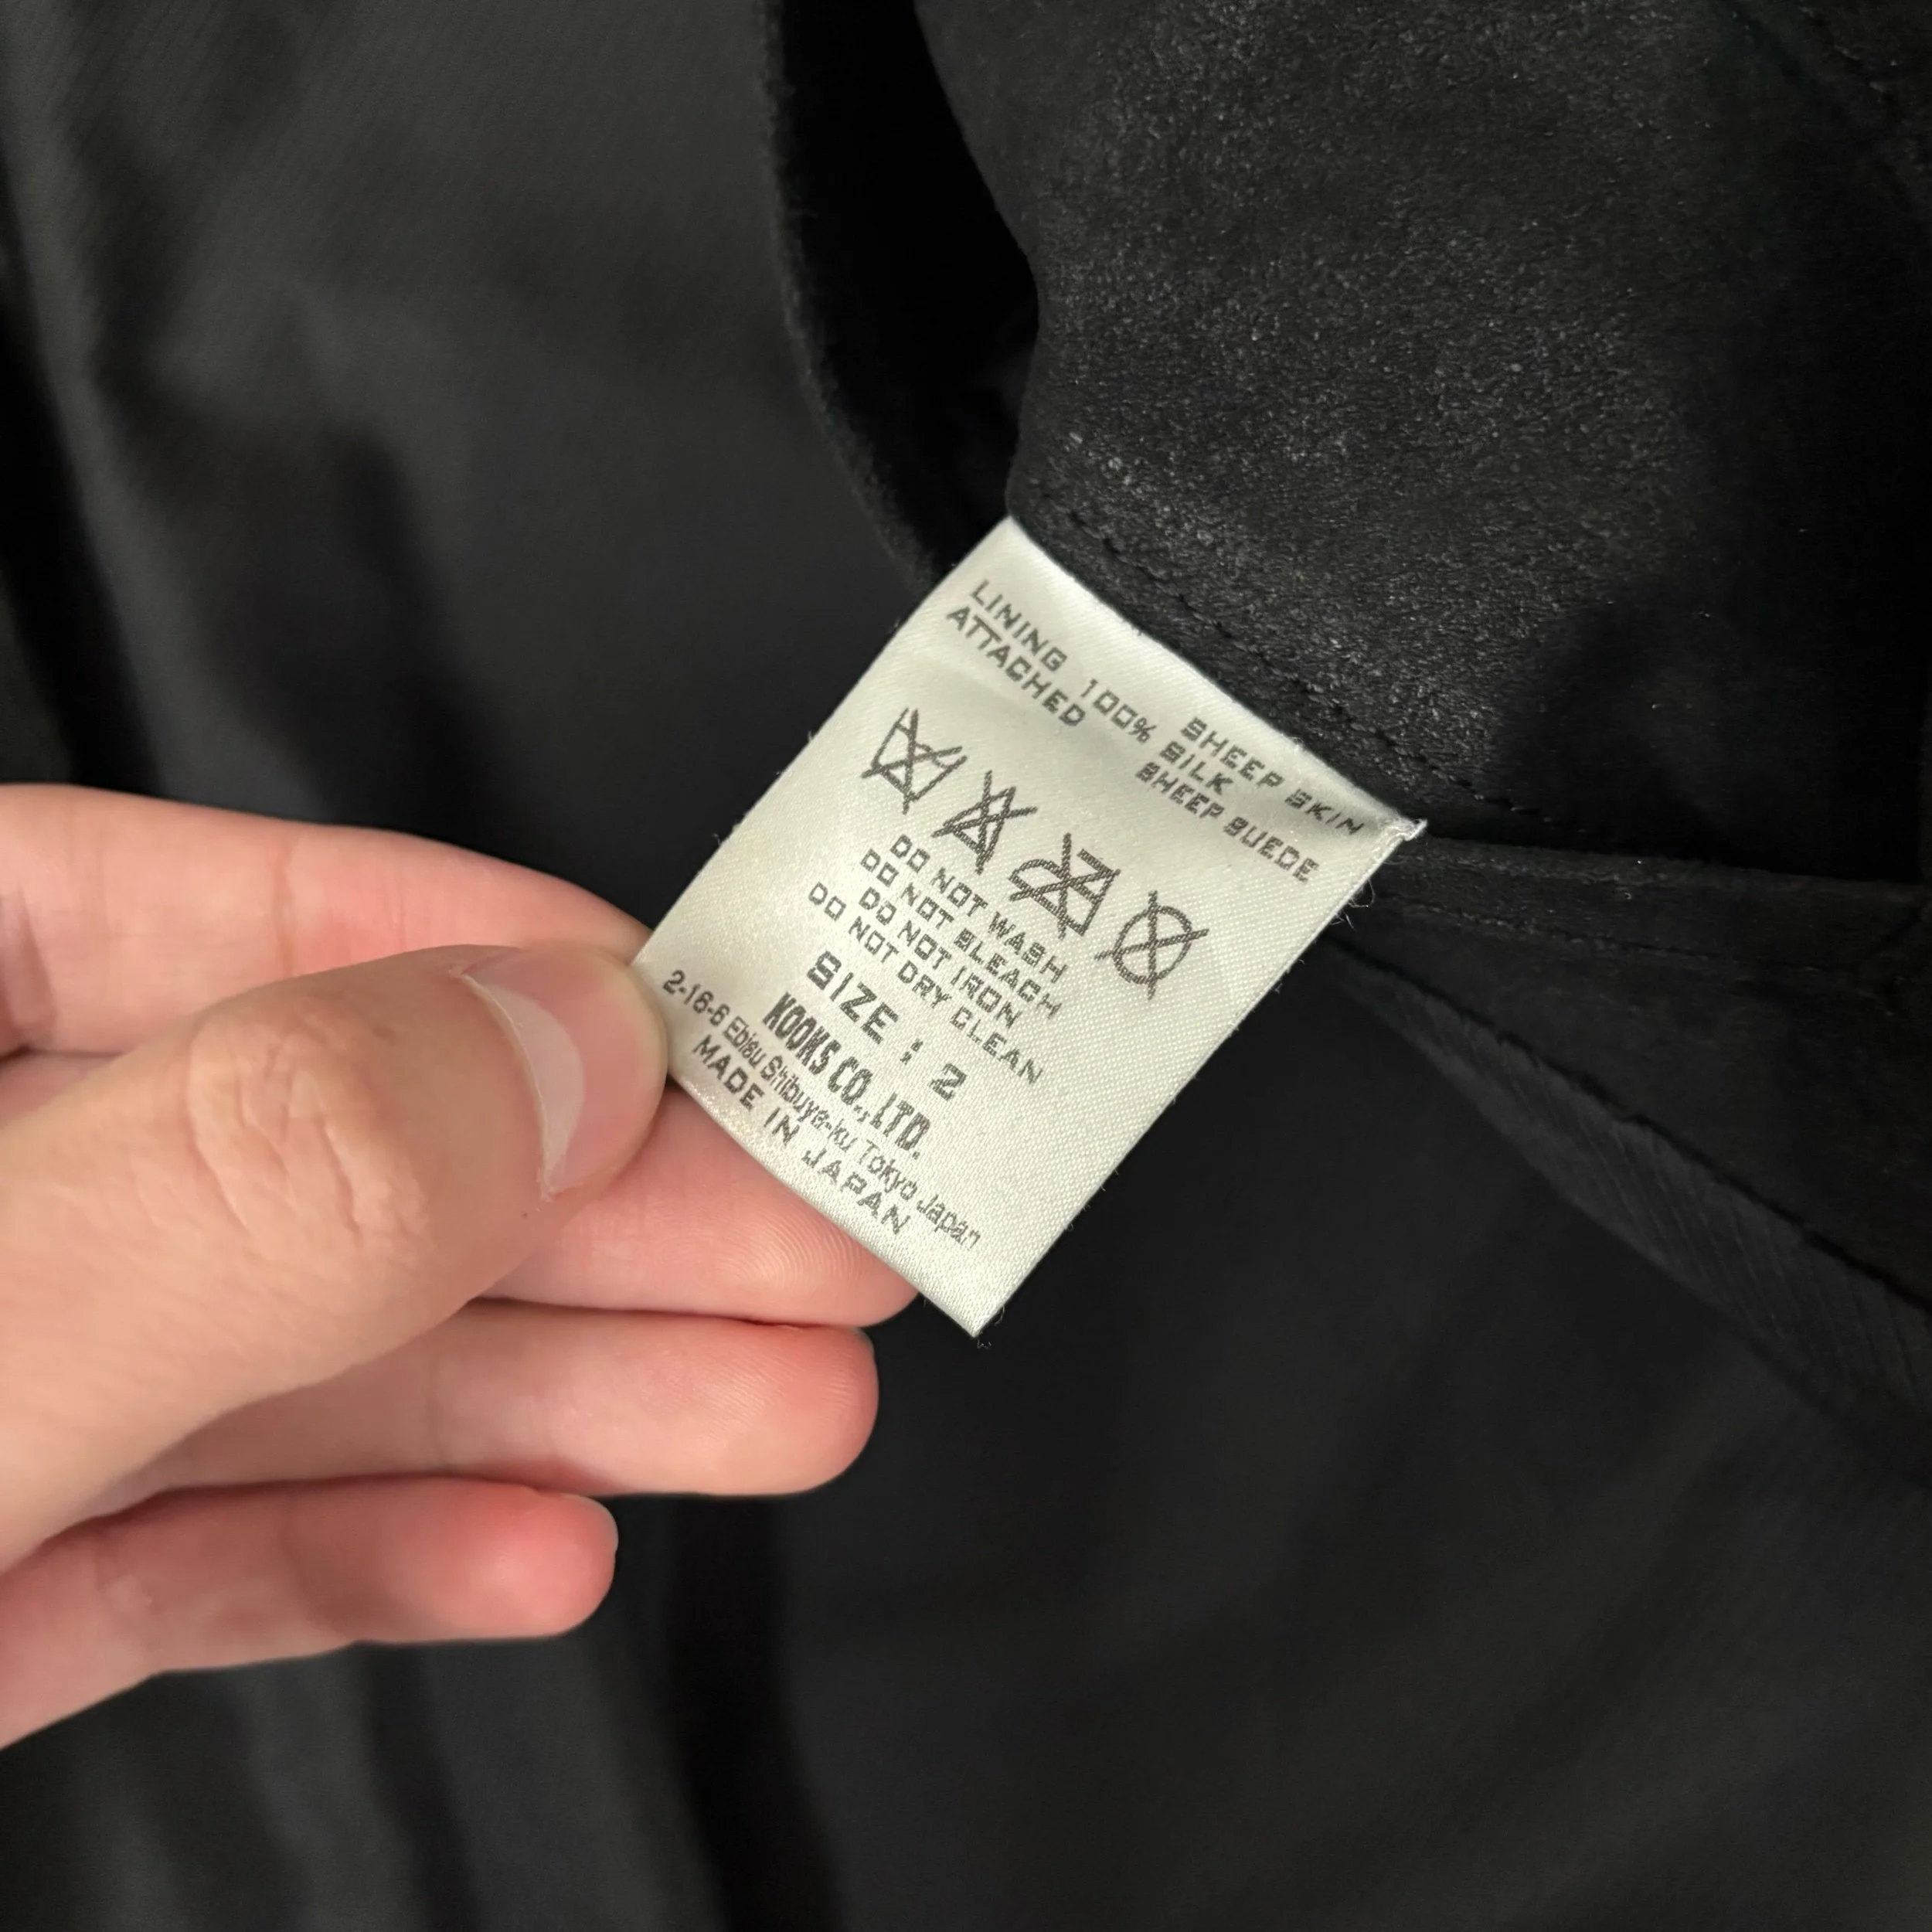 SHEEP SKIN
LINING 100% SILK
ATTACHED SHEEP SUEDE
DO NOT WASH
DO NOT BLEACH
DO NOT IRON
DO NOT DRY CLEAN
SIZE : 2
KOOKS CO.,LTD.
2-16-6 Ebisu Shibuya-ku Tokyo Japan
MADE IN JAPAN